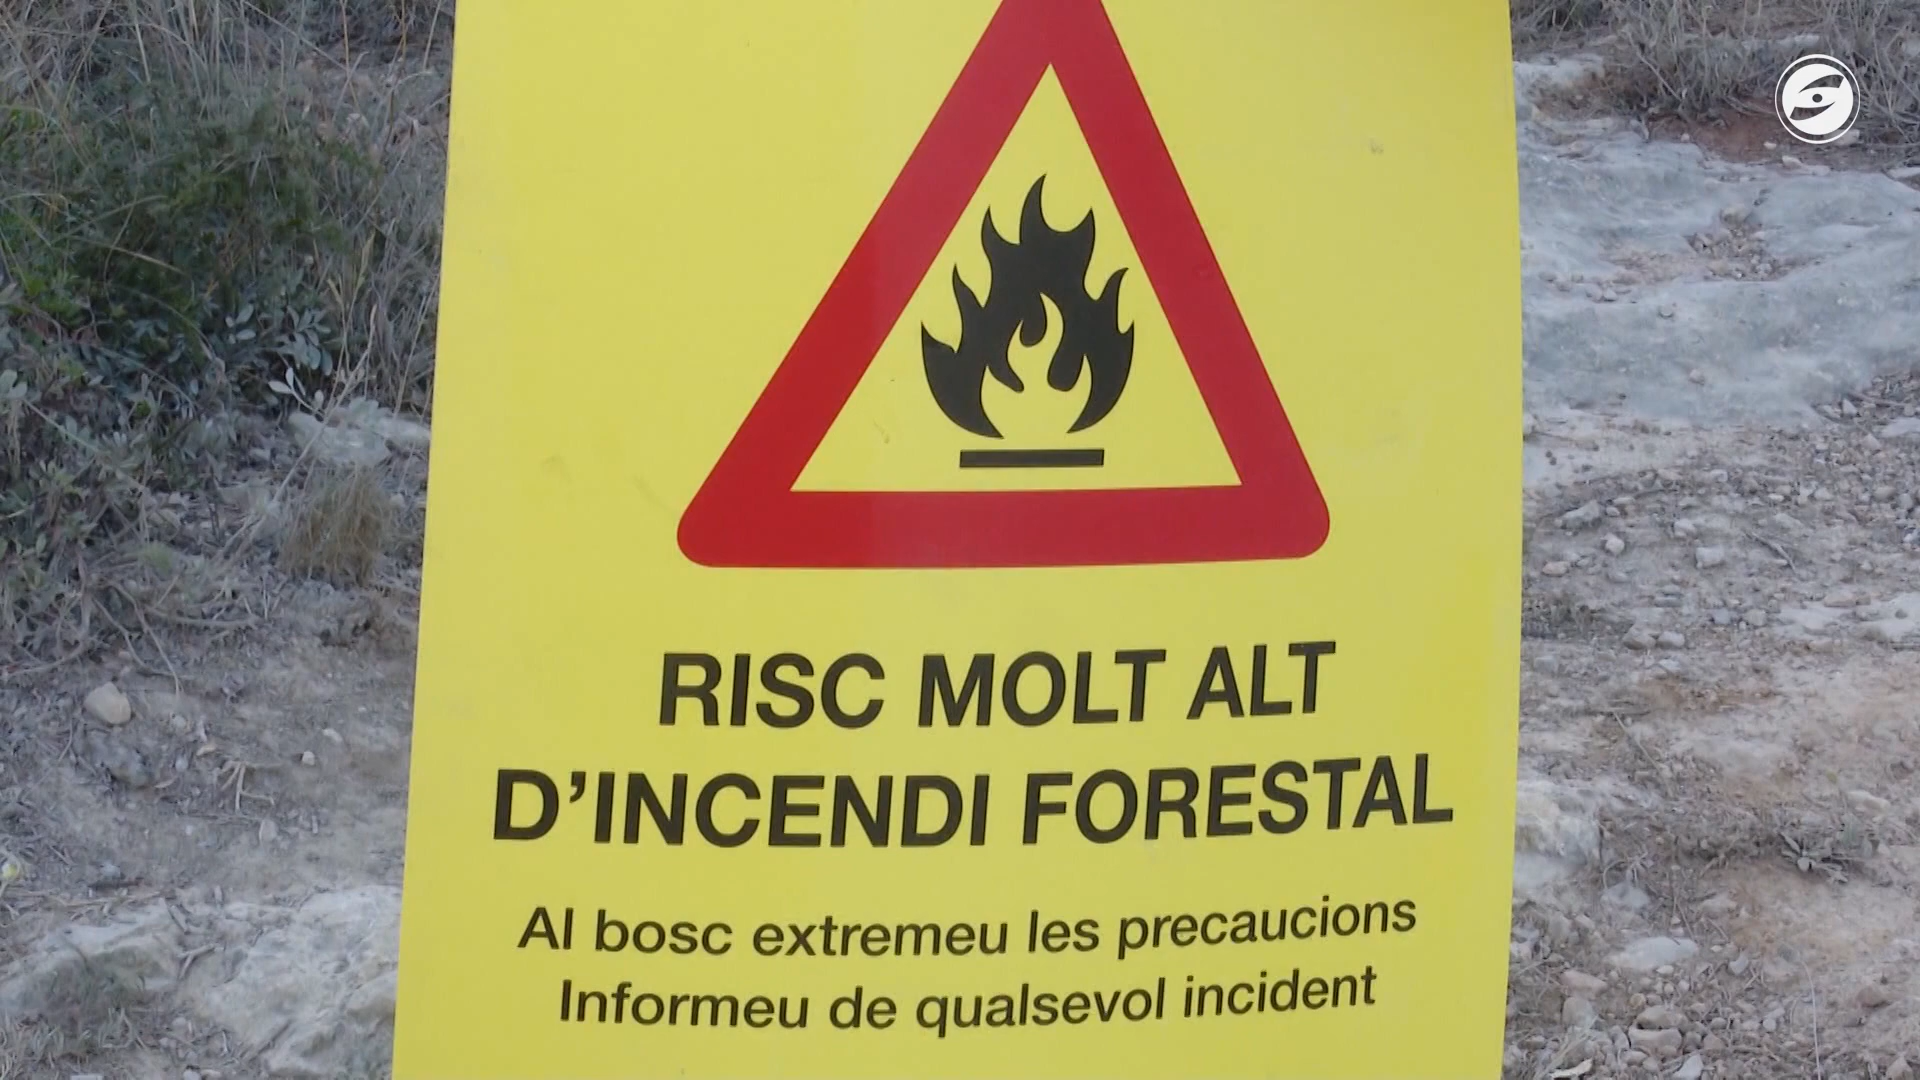 RISC MOLT ALT
D'INCENDI FORESTAL
Al bosc extremeu les precaucions
Informeu de qualsevol incident